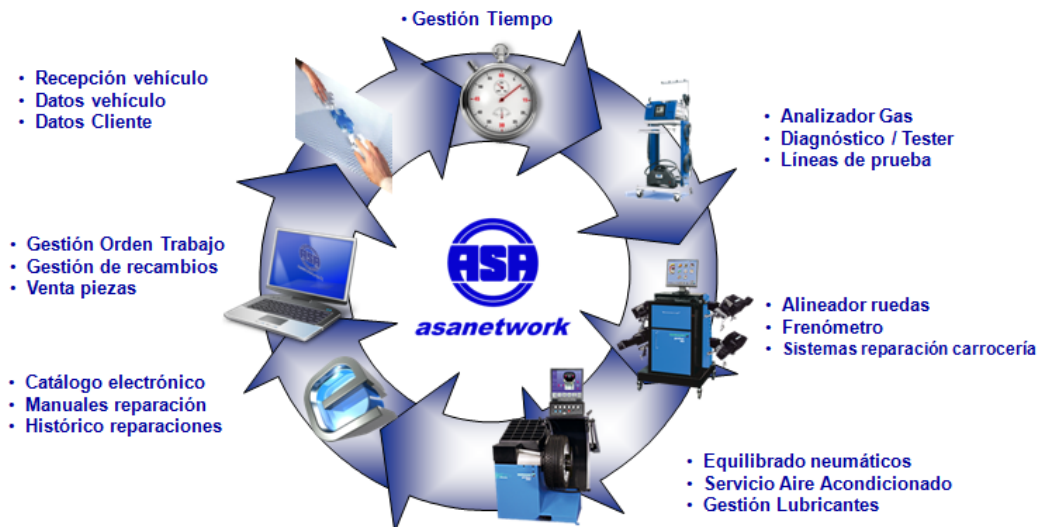 • Gestión Tiempo
• Recepción vehículo
• Datos vehículo
• Datos Cliente
• Analizador Gas
• Diagnóstico / Tester
• Líneas de prueba
• Gestión Orden Trabajo
• Gestión de recambios
• Venta piezas
ASA
asanetwork
• Alineador ruedas
• Frenómetro
• Sistemas reparación carrocería
• Catálogo electrónico
• Manuales reparación
• Histórico reparaciones
• Equilibrado neumáticos
• Servicio Aire Acondicionado
• Gestión Lubricantes